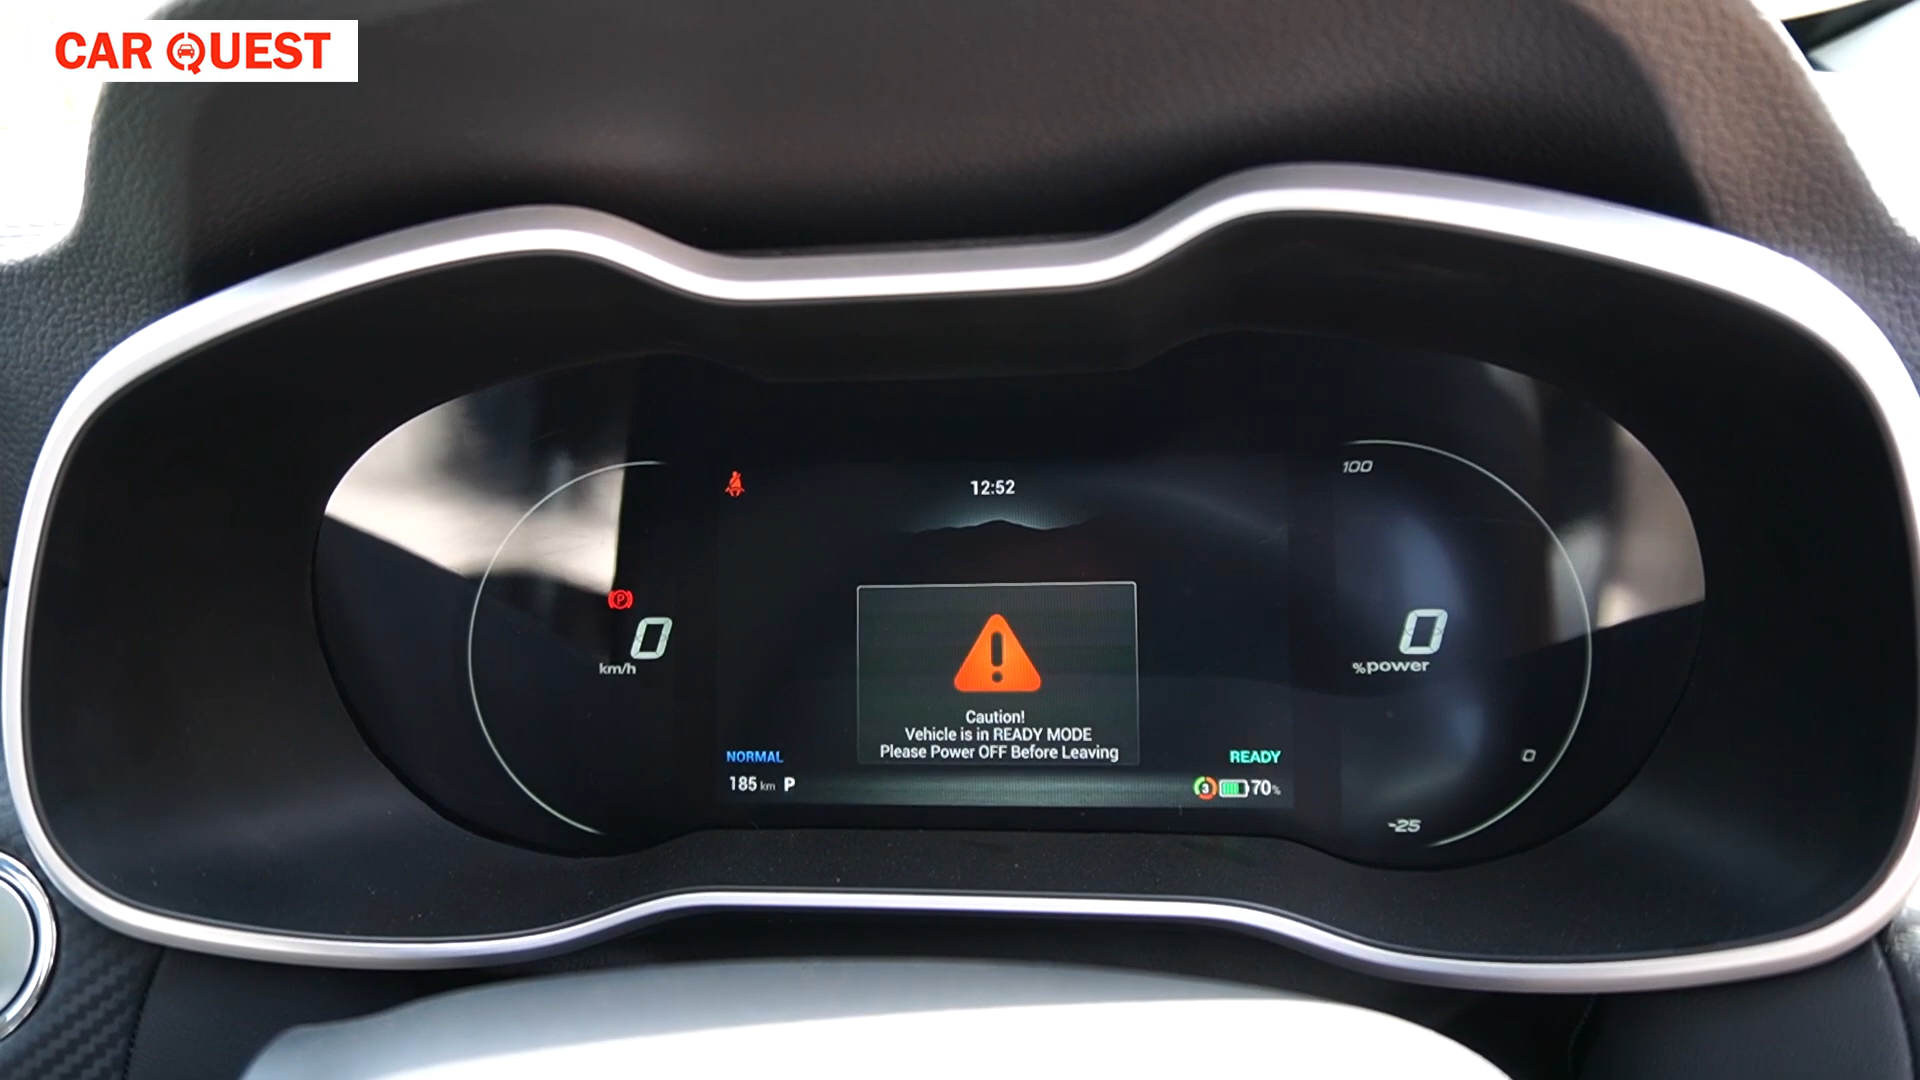 CAR QUEST
12:52
100
P
0
km/h
0
%power
Caution!
Vehicle is in READY MODE
Please Power OFF Before Leaving
NORMAL
READY
0
185 km P
3
70%
-25